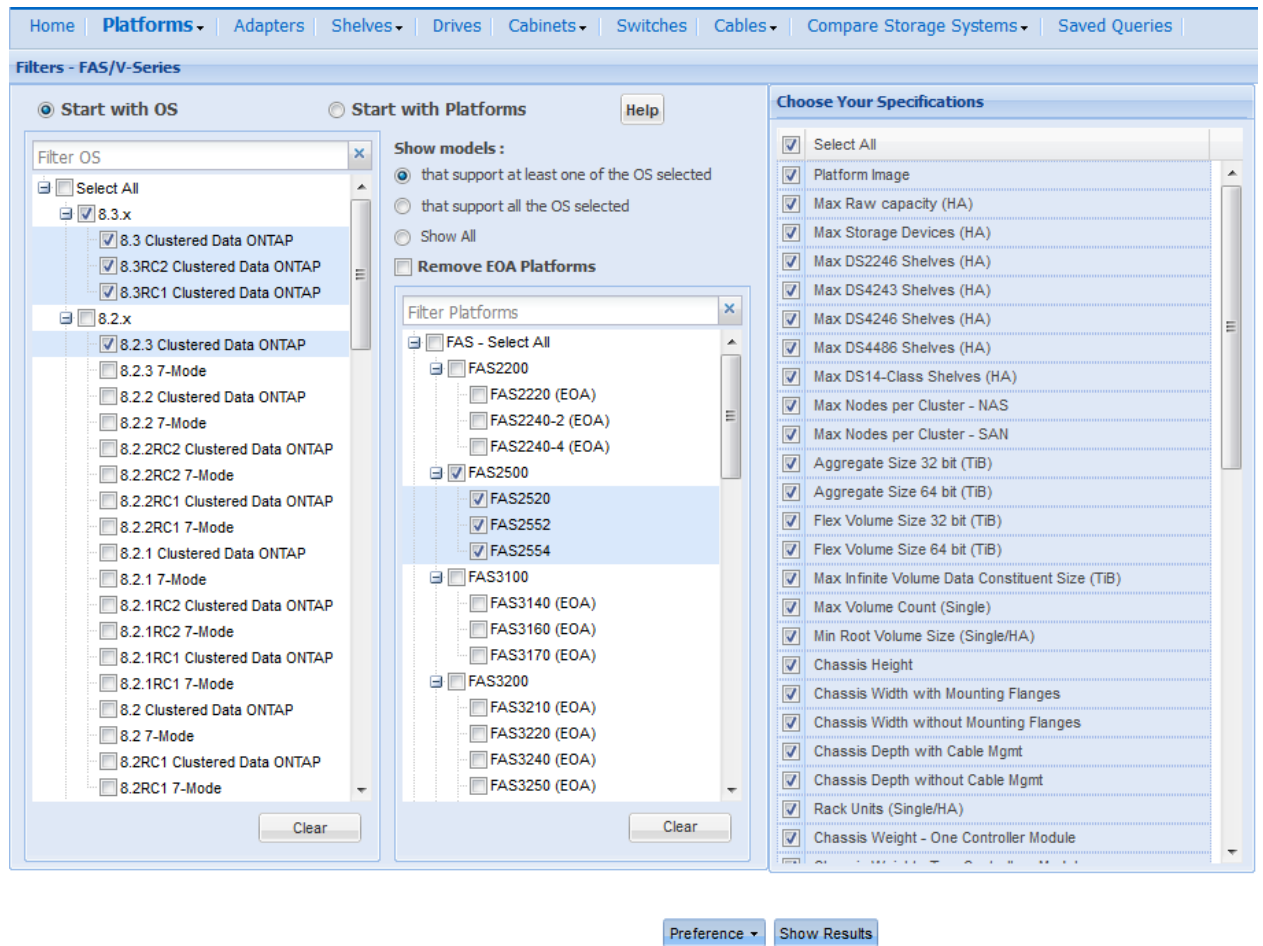 Home Platforms Adapters Shelves Drives Cabinets Switches Cables Compare Storage Systems Saved Queries
Filters - FAS/V-Series
Start with OS
Start with Platforms
Help
Filter OS
Select All
8.3.x
8.3 Clustered Data ONTAP
8.3RC2 Clustered Data ONTAP
8.3RC1 Clustered Data ONTAP
8.2.x
8.2.3 Clustered Data ONTAP
8.2.3 7-Mode
8.2.2 Clustered Data ONTAP
8.2.2 7-Mode
8.2.2RC2 Clustered Data ONTAP
8.2.2RC2 7-Mode
8.2.2RC1 Clustered Data ONTAP
8.2.2RC1 7-Mode
8.2.1 Clustered Data ONTAP
8.2.1 7-Mode
8.2.1RC2 Clustered Data ONTAP
8.2.1RC2 7-Mode
8.2.1RC1 Clustered Data ONTAP
8.2.1RC1 7-Mode
8.2 Clustered Data ONTAP
8.2 7-Mode
8.2RC1 Clustered Data ONTAP
8.2RC1 7-Mode
Clear
Show models :
that support at least one of the OS selected
that support all the OS selected
Show All
Remove EOA Platforms
Filter Platforms
FAS - Select All
FAS2200
FAS2220 (EOA)
FAS2240-2 (EOA)
FAS2240-4 (EOA)
FAS2500
FAS2520
FAS2552
FAS2554
FAS3100
FAS3140 (EOA)
FAS3160 (EOA)
FAS3170 (EOA)
FAS3200
FAS3210 (EOA)
FAS3220 (EOA)
FAS3240 (EOA)
FAS3250 (EOA)
Clear
Choose Your Specifications
Select All
Platform Image
Max Raw capacity (HA)
Max Storage Devices (HA)
Max DS2246 Shelves (HA)
Max DS4243 Shelves (HA)
Max DS4246 Shelves (HA)
Max DS4486 Shelves (HA)
Max DS14-Class Shelves (HA)
Max Nodes per Cluster - NAS
Max Nodes per Cluster - SAN
Aggregate Size 32 bit (TiB)
Aggregate Size 64 bit (TiB)
Flex Volume Size 32 bit (TiB)
Flex Volume Size 64 bit (TiB)
Max Infinite Volume Data Constituent Size (TiB)
Max Volume Count (Single)
Min Root Volume Size (Single/HA)
Chassis Height
Chassis Width with Mounting Flanges
Chassis Width without Mounting Flanges
Chassis Depth with Cable Mgmt
Chassis Depth without Cable Mgmt
Rack Units (Single/HA)
Chassis Weight - One Controller Module
Preference
Show Results